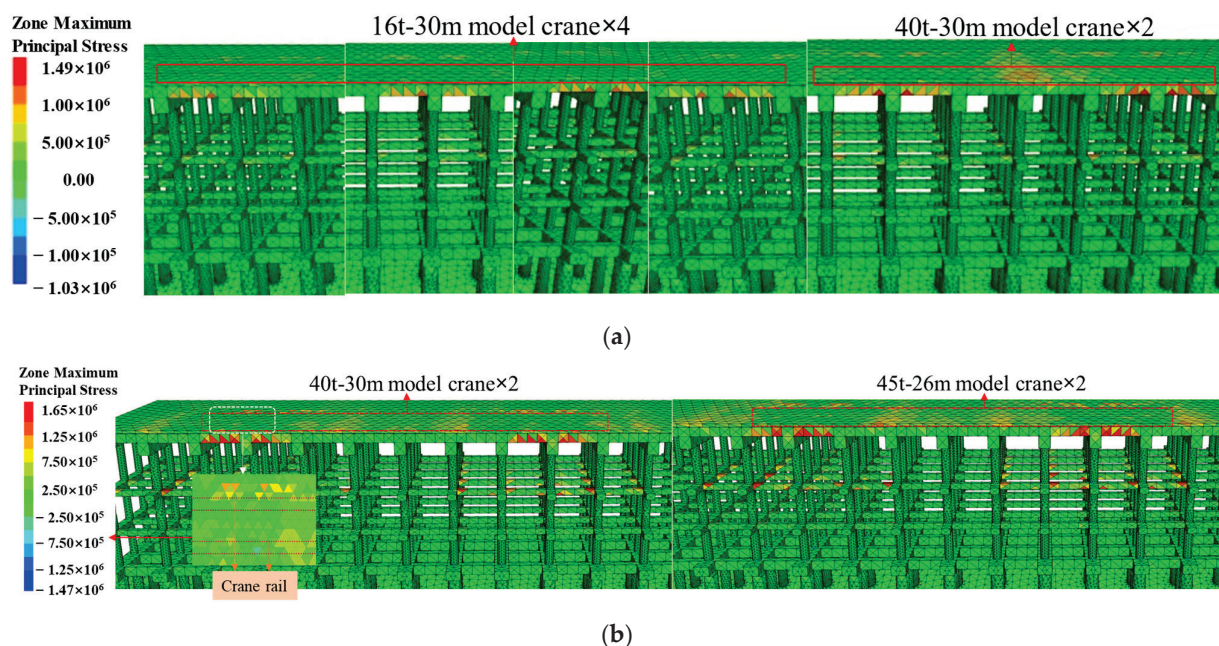 Zone Maximum
Principal Stress
1.49×10⁶
1.00×10⁶
5.00×10⁵
0.00
− 5.00×10⁵
− 1.00×10⁵
− 1.03×10⁶
16t-30m model crane×4
40t-30m model crane×2
(a)
Zone Maximum
Principal Stress
1.65×10⁶
1.25×10⁶
7.50×10⁵
2.50×10⁵
− 2.50×10⁵
− 7.50×10⁵
− 1.25×10⁶
− 1.47×10⁶
40t-30m model crane×2
45t-26m model crane×2
Crane rail
(b)